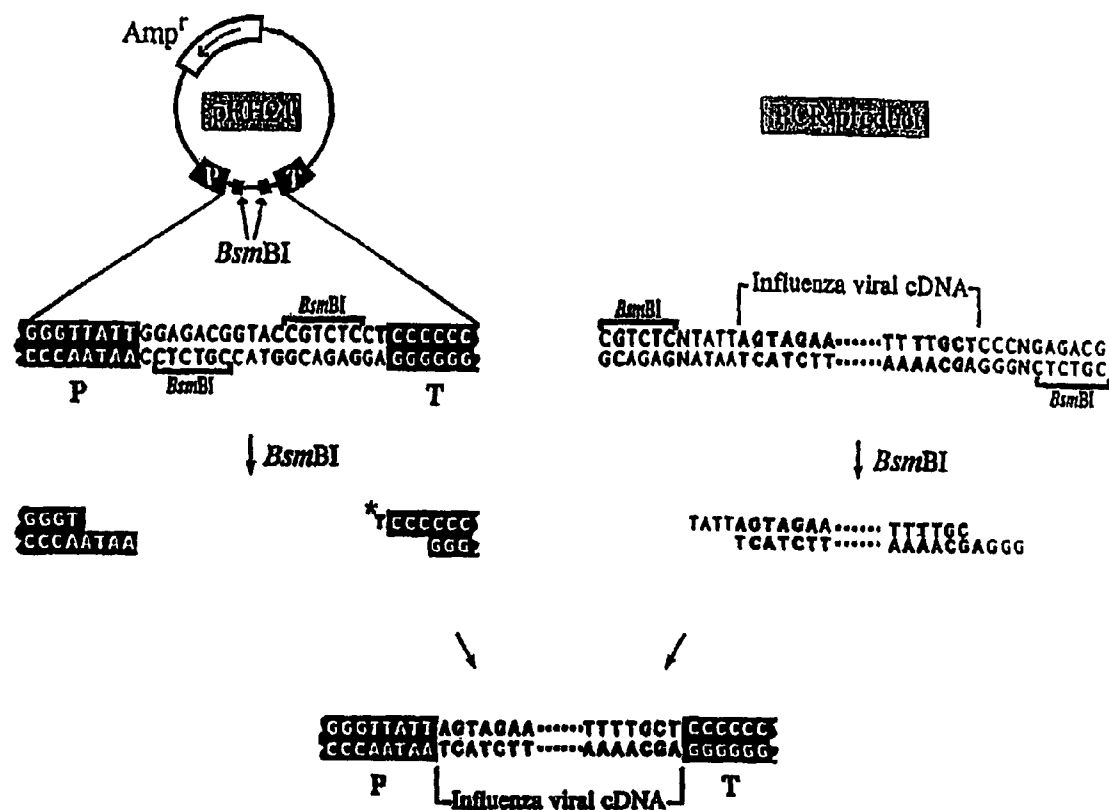 Amp^r
pHH21
PCR product
P T
BsmBI
BsmBI
GGGTTATTGGAGACGGTACCGTCTCCTCCCCCC
CCCAATAACCTCTGCCATGGCAGAGGAGGGGGG
BsmBI
P T
Influenza viral cDNA
BsmBI
CGTCTCNTATTAGTAGAA······TTTTGCTCCCNGAGACG
GCAGAGNATAATCATCTT······AAAACGAGGGNCTCTGC
BsmBI
BsmBI
BsmBI
GGGT
CCCAATAA
*TCCCCCC
GGG
TATTAGTAGAA······TTTTGC
TCATCTT······AAAACGAGGG
GGGTTATTAGTAGAA······TTTTGCTCCCCCC
CCCAATAATCATCTT······AAAACGAGGGGGG
P T
Influenza viral cDNA